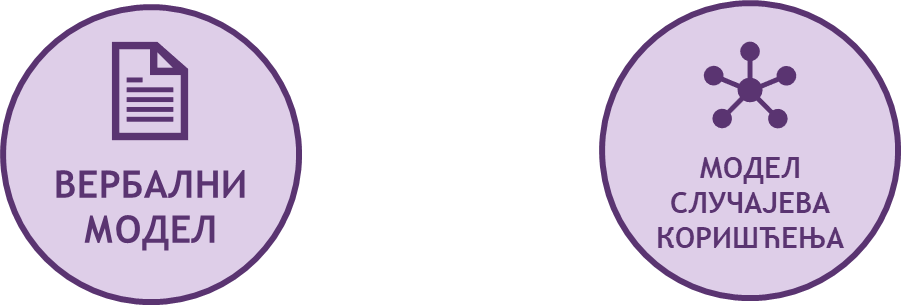 ВЕРБАЛНИ
МОДЕЛ
МОДЕЛ
СЛУЧАЈЕВА
КОРИШЋЕЊА